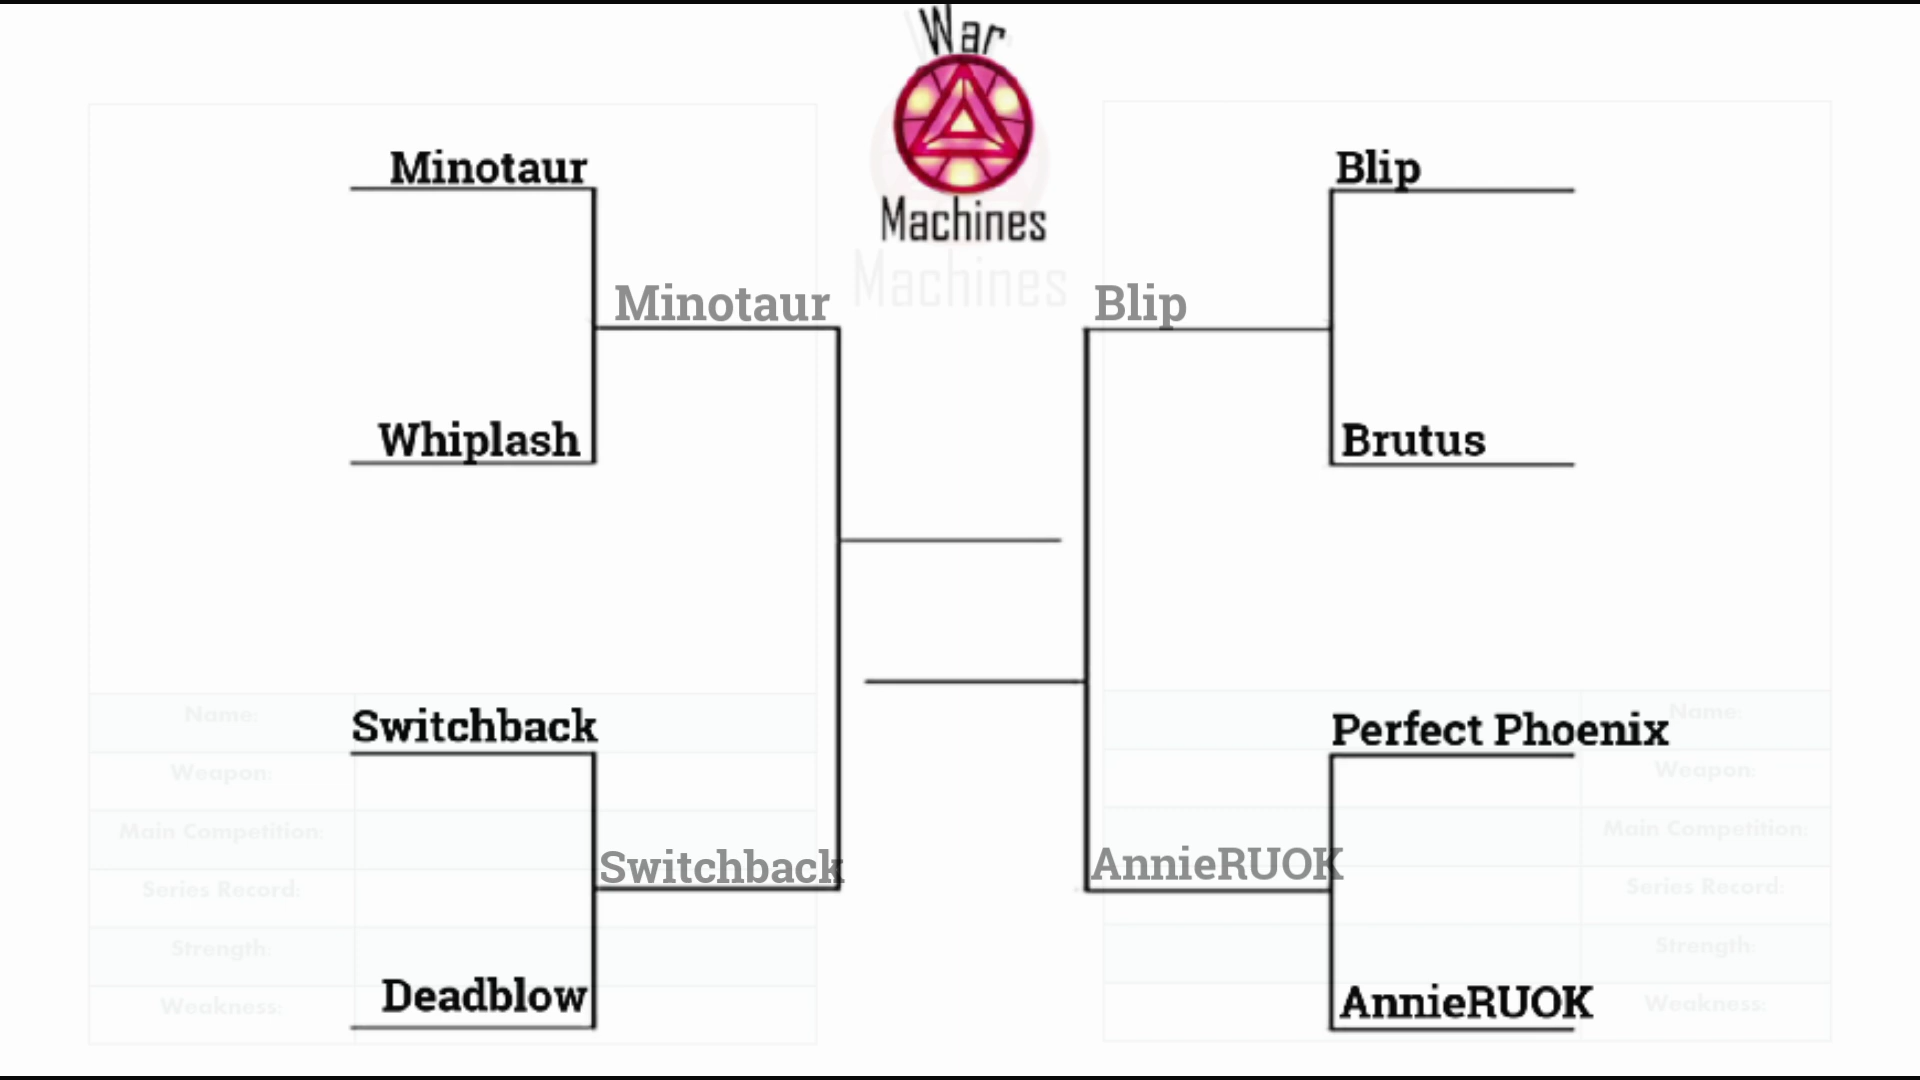 War
Machines
Machines
Minotaur
Blip
Minotaur
Blip
Whiplash
Brutus
Switchback
Perfect Phoenix
Name:
Name:
Weapon:
Weapon:
Main Competition:
Main Competition:
Switchback
AnnieRUOK
Series Record:
Series Record:
Strength:
Strength:
Deadblow
AnnieRUOK
Weakness:
Weakness: